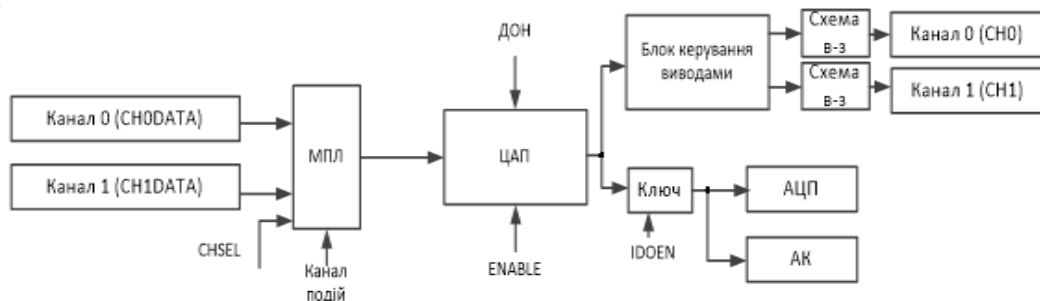 ДОН
Блок керування
виводами
Схема
в-з
Канал 0 (CH0)
Схема
в-з
Канал 1 (CH1)
Канал 0 (CH0DATA)
Канал 1 (CH1DATA)
МПЛ
ЦАП
Ключ
АЦП
АК
CHSEL
Канал
подій
ENABLE
IDOEN